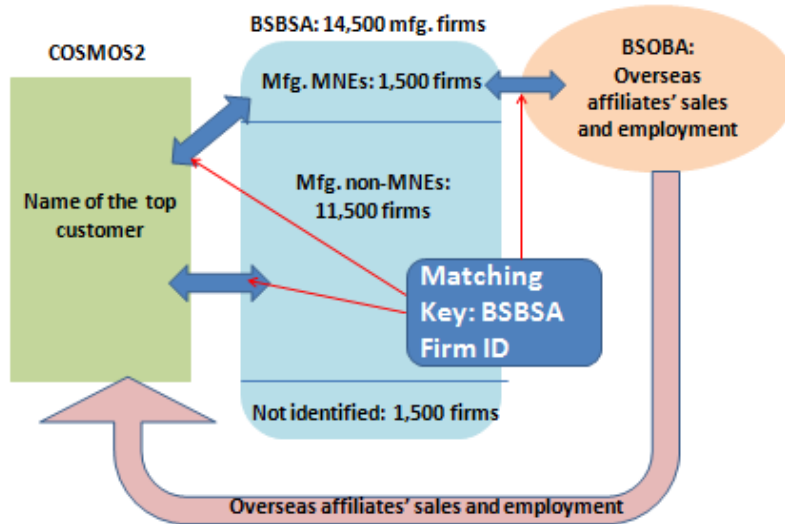 BSBSA: 14,500 mfg. firms
COSMOS2
BSOBA:
Overseas
affiliates' sales
and employment
Mfg. MNEs: 1,500 firms
Mfg. non-MNEs:
11,500 firms
Name of the top
customer
Matching
Key: BSBSA
Firm ID
Not identified: 1,500 firms
Overseas affiliates' sales and employment